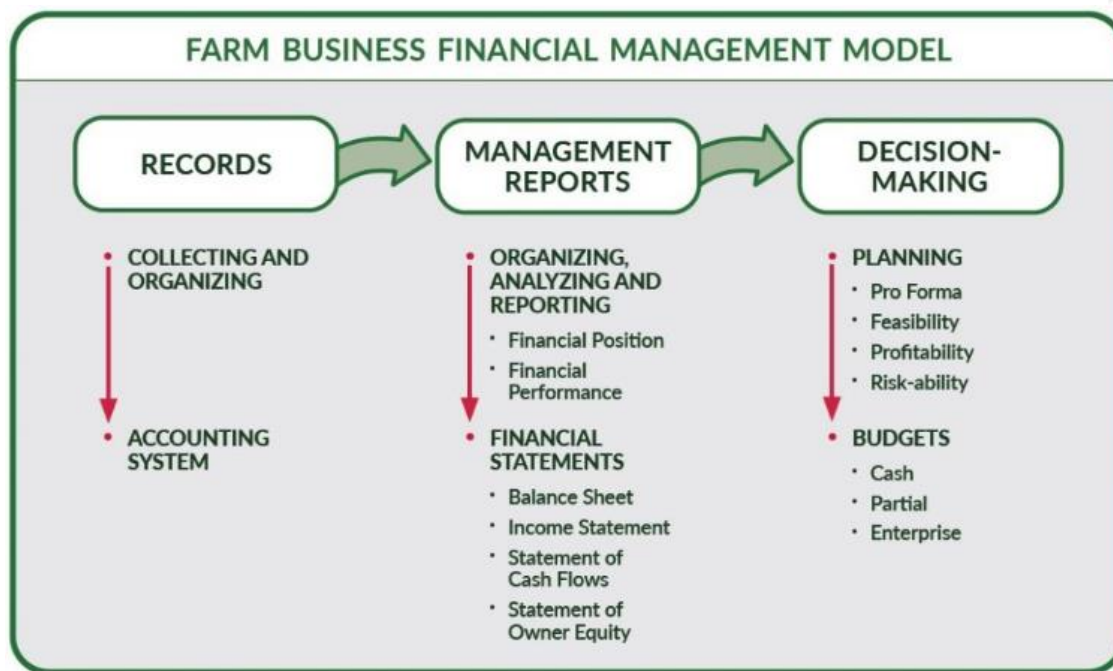 FARM BUSINESS FINANCIAL MANAGEMENT MODEL
RECORDS
COLLECTING AND
ORGANIZING
ACCOUNTING
SYSTEM
MANAGEMENT
REPORTS
ORGANIZING,
ANALYZING AND
REPORTING
Financial Position
Financial
Performance
FINANCIAL
STATEMENTS
Balance Sheet
Income Statement
Statement of
Cash Flows
Statement of
Owner Equity
DECISION-
MAKING
PLANNING
Pro Forma
Feasibility
Profitability
Risk-ability
BUDGETS
Cash
Partial
Enterprise